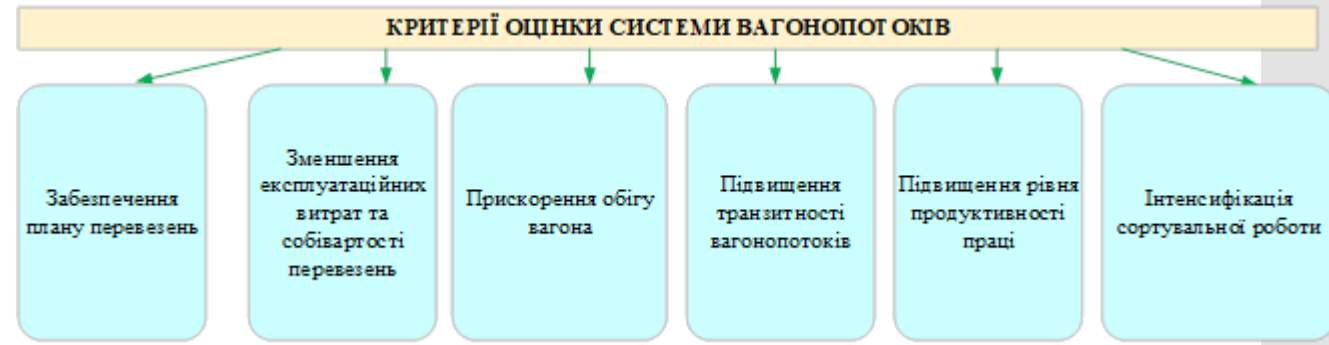 КРИТЕРІЇ ОЦІНКИ СИСТЕМИ ВАГОНОПОТОКІВ
Забезпечення
плану перевезень
Зменшення
експлуатаційних
витрат та
собівартості
перевезень
Прискорення обігу
вагона
Підвищення
транзитності
вагонопотоків
Підвищення рівня
продуктивності
праці
Інтенсифікація
сортувальної роботи